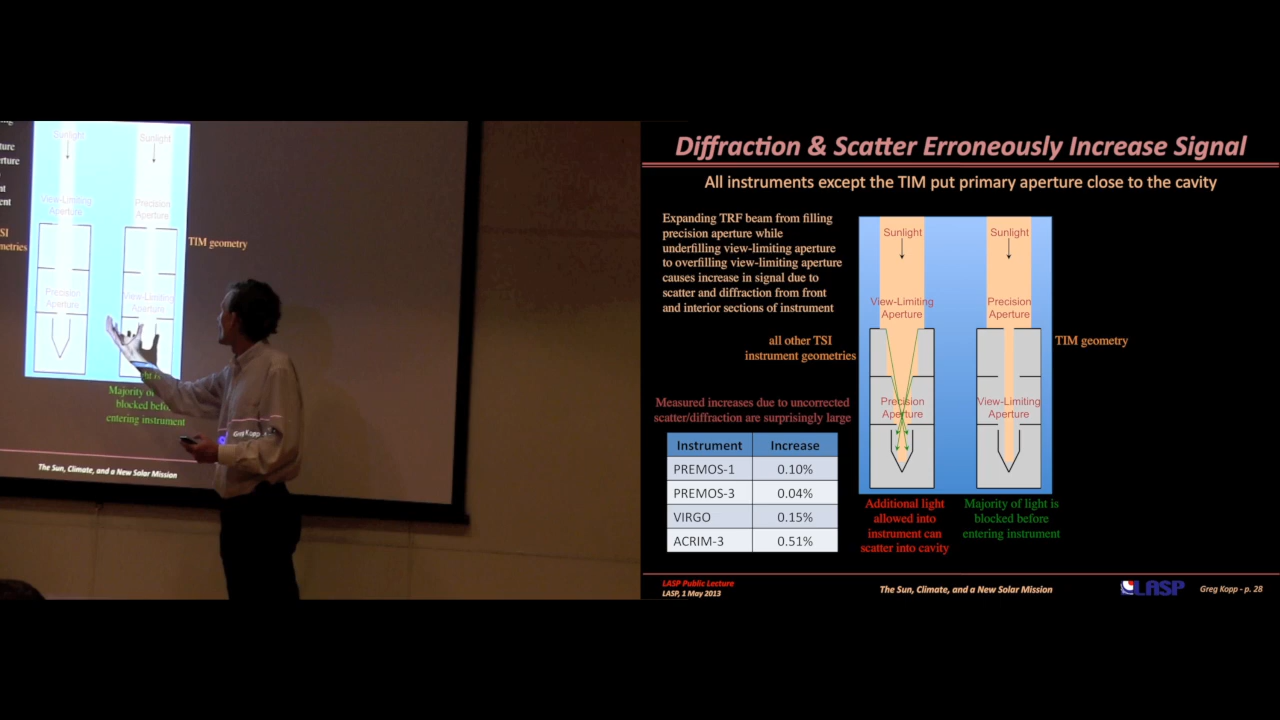 Sunlight
Sunlight
View-Limiting
Aperture
Precision
Aperture
TIM geometry
Precision
Aperture
View-Limiting
Aperture
Majority of
blocked before
entering instrument
The Sun, Climate, and a New Solar Mission
Greg Kopp
Diffraction & Scatter Erroneously Increase Signal
All instruments except the TIM put primary aperture close to the cavity
Expanding TRF beam from filling
precision aperture while
underfilling view-limiting aperture
to overfilling view-limiting aperture
causes increase in signal due to
scatter and diffraction from front
and interior sections of instrument
all other TSI
instrument geometries
Measured increases due to uncorrected
scatter/diffraction are surprisingly large
Instrument Increase
PREMOS-1 0.10%
PREMOS-3 0.04%
VIRGO 0.15%
ACRIM-3 0.51%
Sunlight
View-Limiting
Aperture
Precision
Aperture
Sunlight
Precision
Aperture
View-Limiting
Aperture
TIM geometry
Additional light
allowed into
instrument can
scatter into cavity
Majority of light is
blocked before
entering instrument
LASP Public Lecture
LASP, 1 May 2013
The Sun, Climate, and a New Solar Mission
LASP
Greg Kopp - p. 28